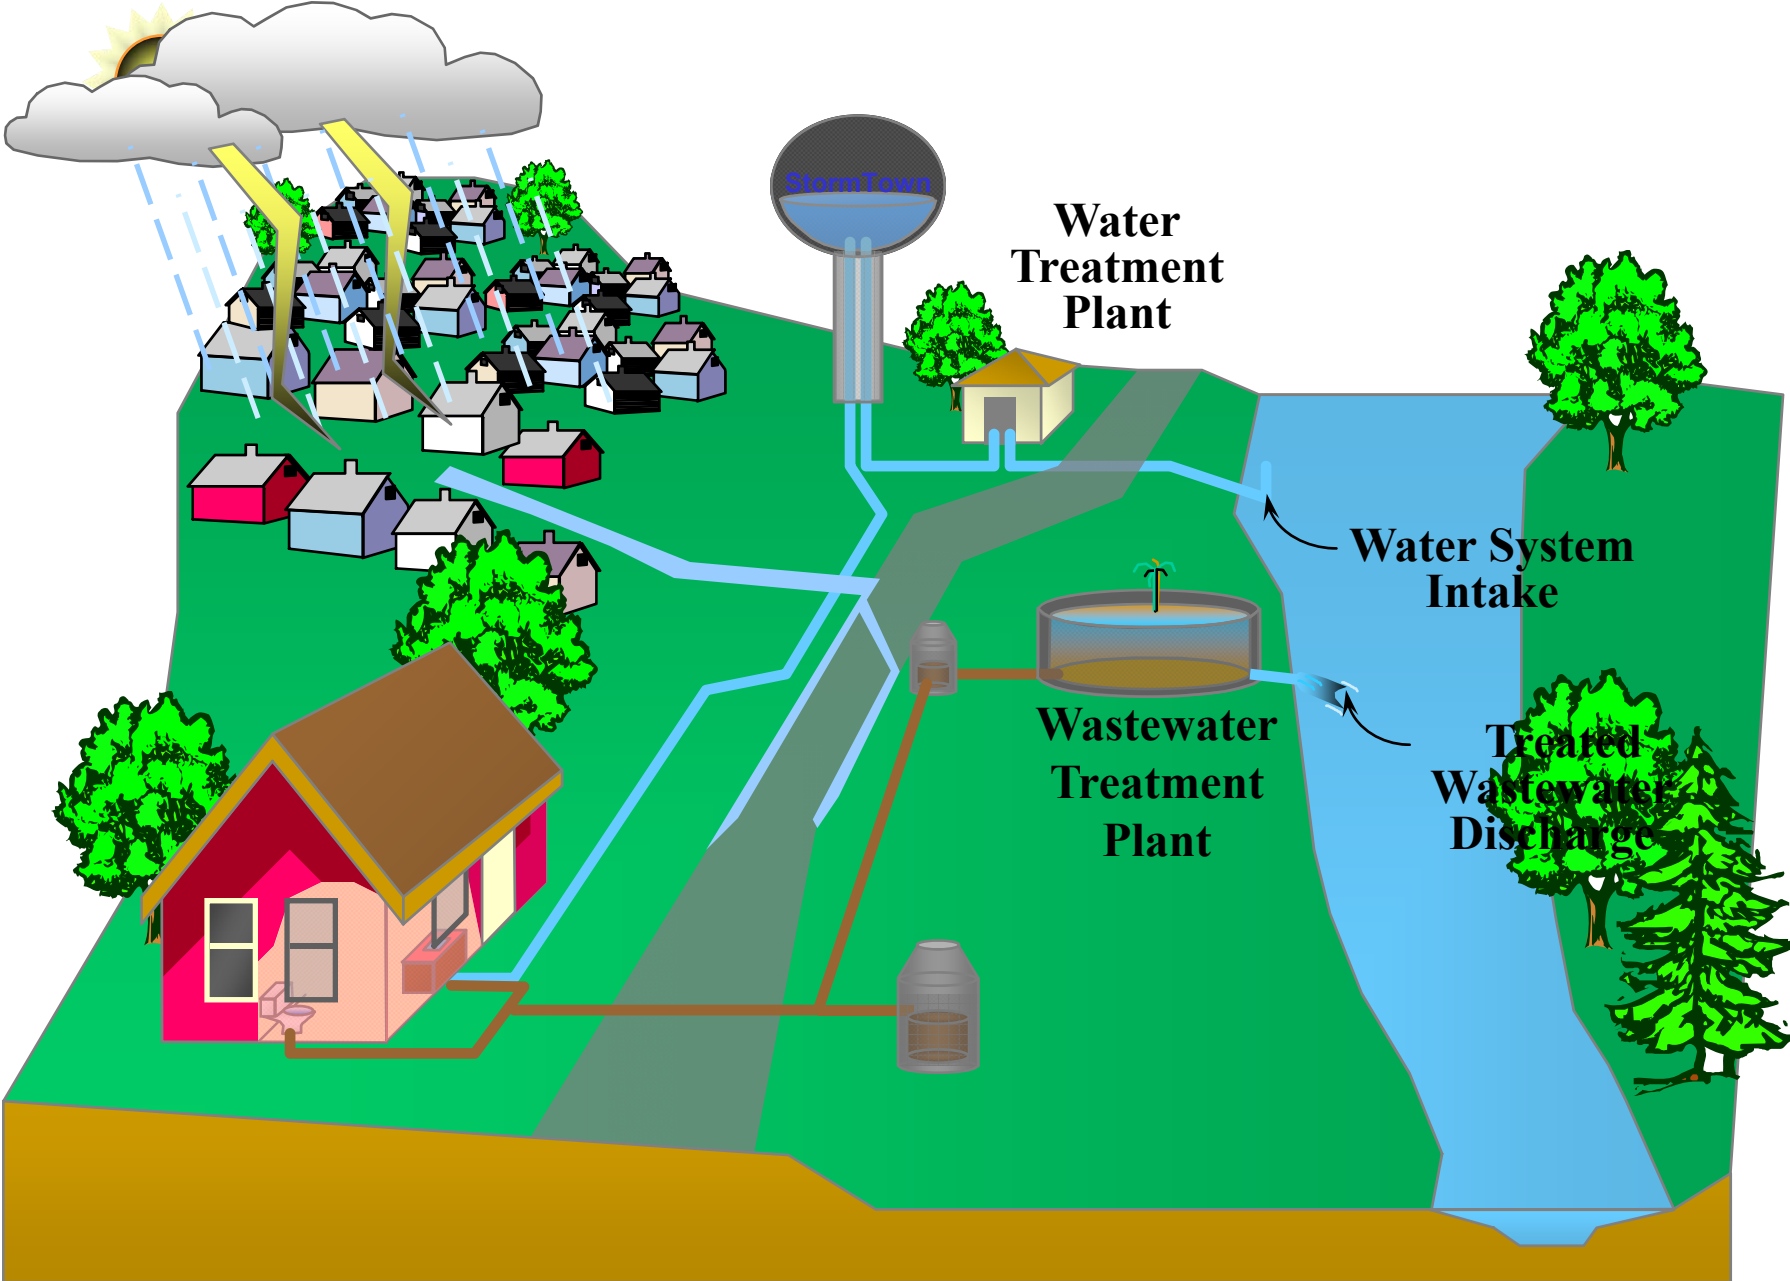 StormTown
Water
Treatment
Plant
Water System
Intake
Wastewater
Treatment
Plant
Treated
Wastewater
Discharge